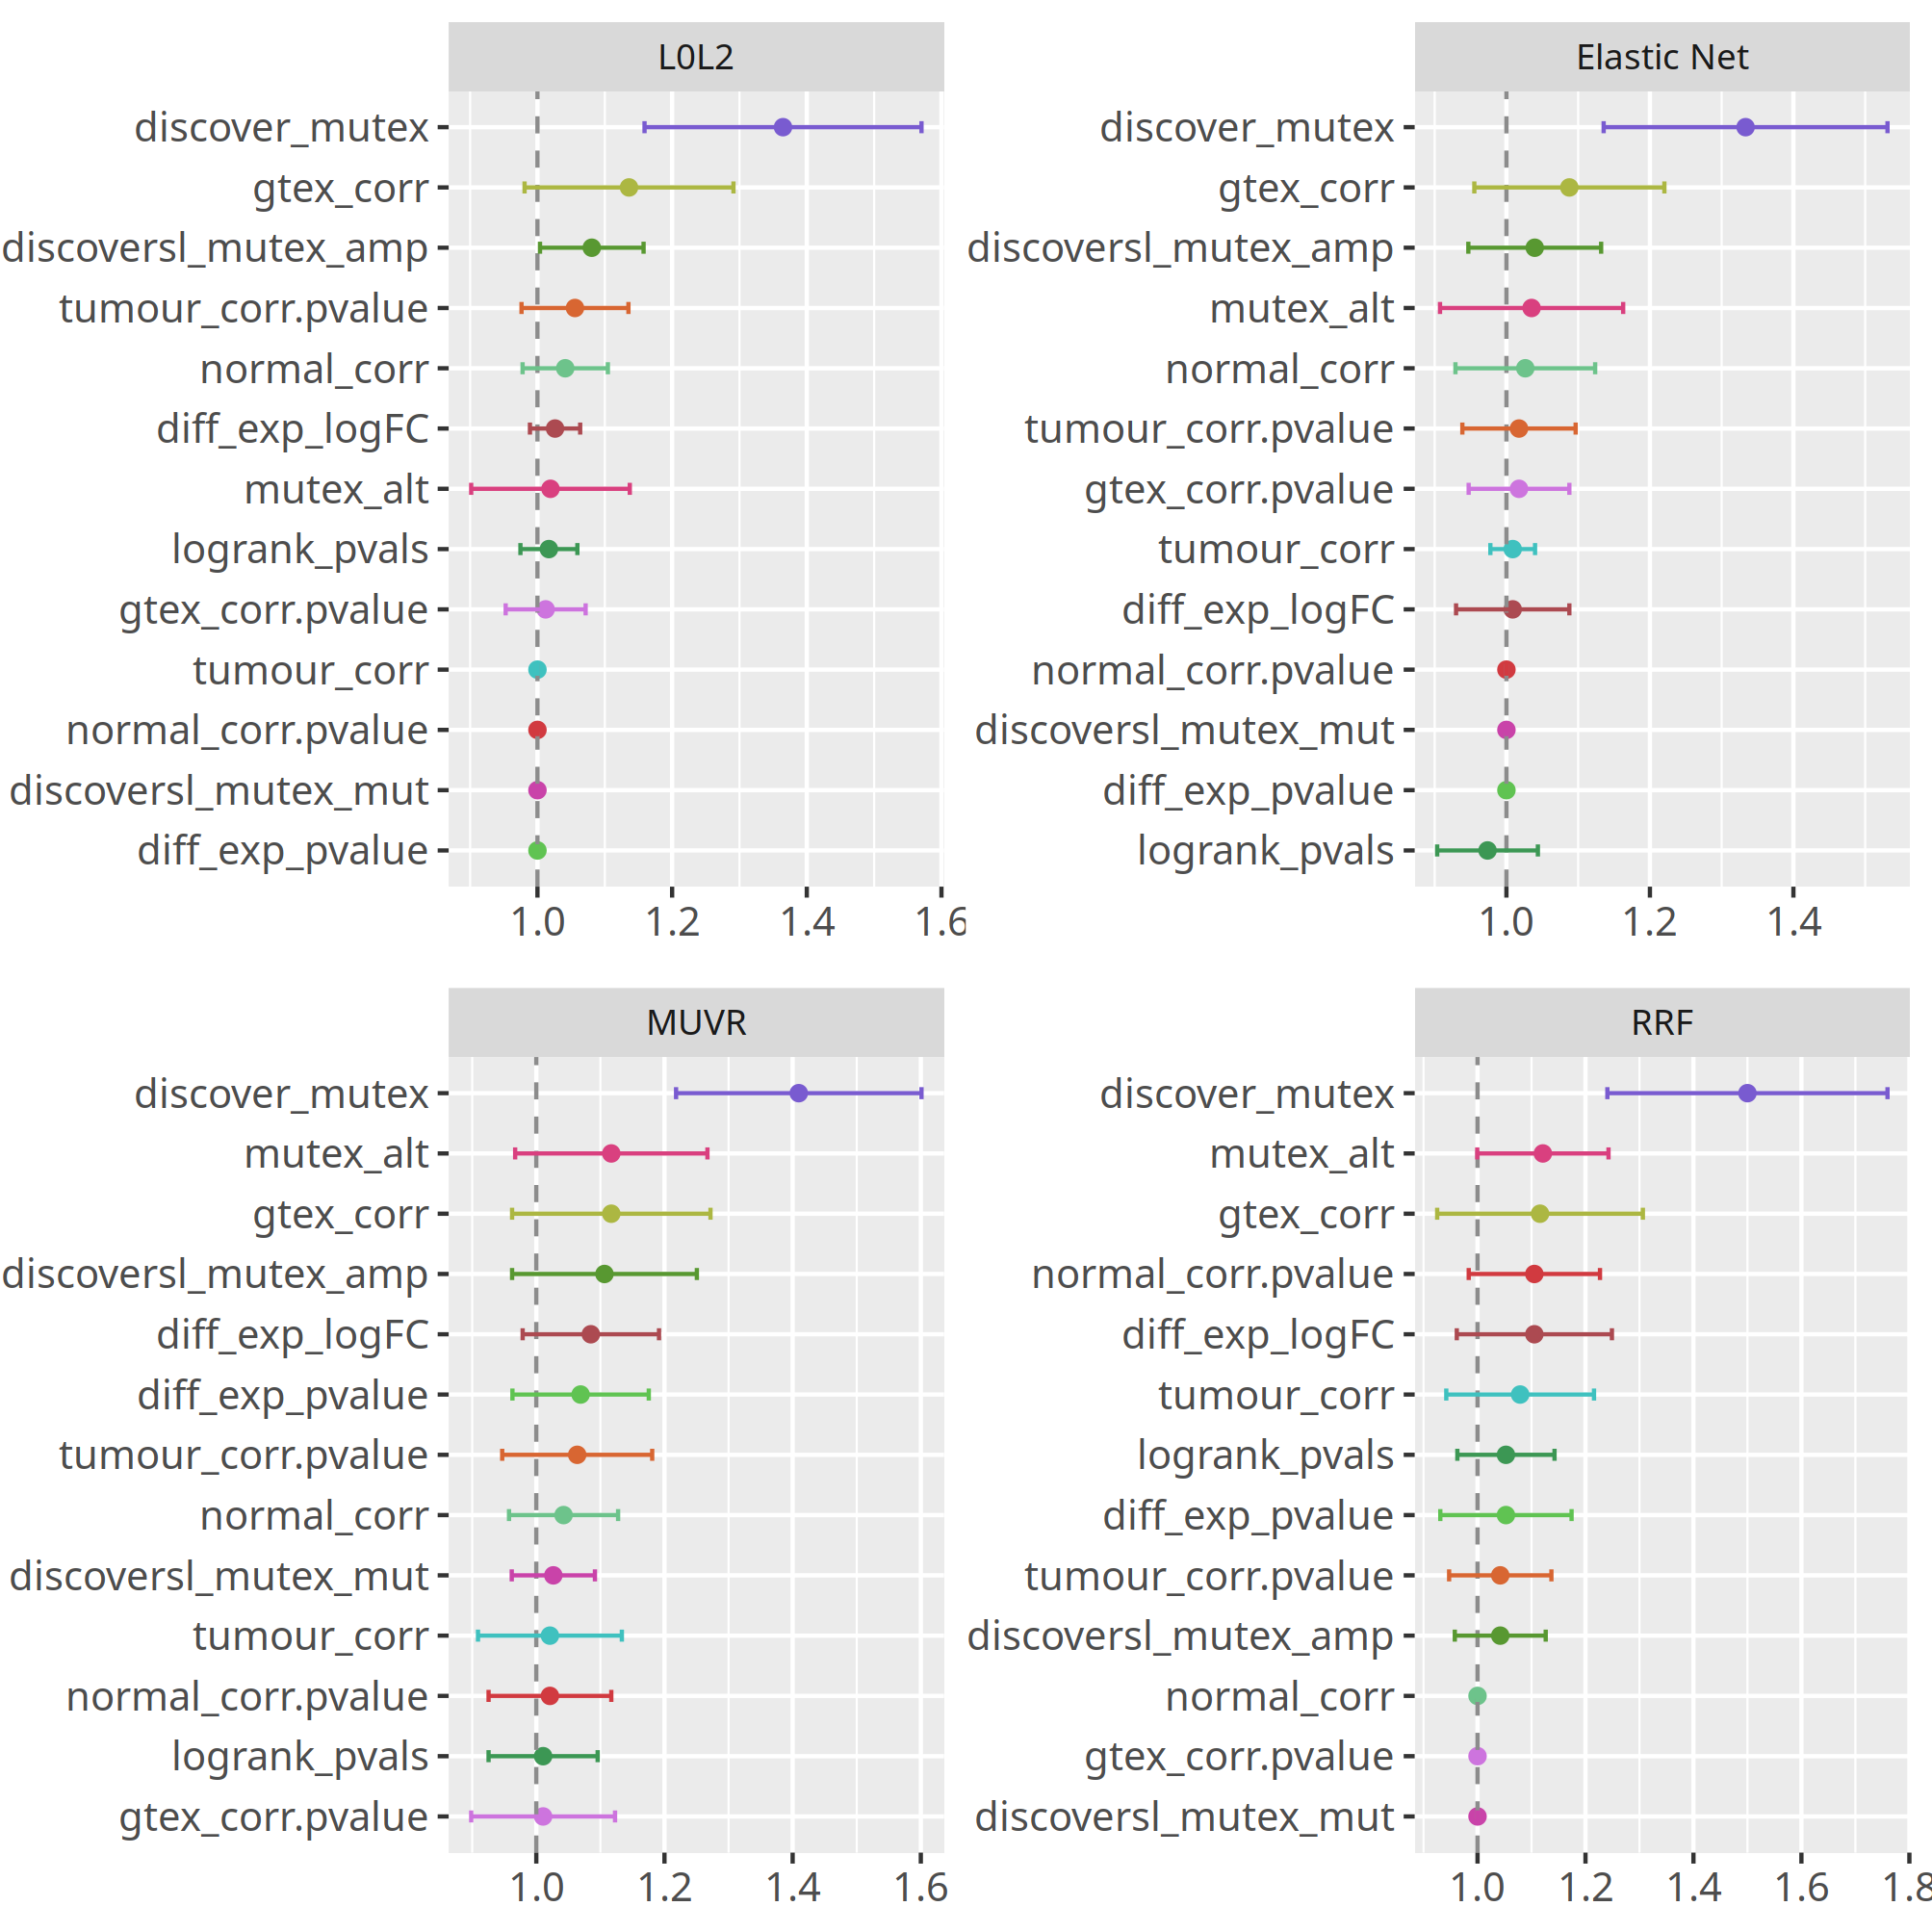 L0L2
discover_mutex
gtex_corr
discoversl_mutex_amp
tumour_corr.pvalue
normal_corr
diff_exp_logFC
mutex_alt
logrank_pvals
gtex_corr.pvalue
tumour_corr
normal_corr.pvalue
discoversl_mutex_mut
diff_exp_pvalue
1.0 1.2 1.4 1.6
Elastic Net
discover_mutex
gtex_corr
discoversl_mutex_amp
mutex_alt
normal_corr
tumour_corr.pvalue
gtex_corr.pvalue
tumour_corr
diff_exp_logFC
normal_corr.pvalue
discoversl_mutex_mut
diff_exp_pvalue
logrank_pvals
1.0 1.2 1.4
MUVR
discover_mutex
mutex_alt
gtex_corr
discoversl_mutex_amp
diff_exp_logFC
diff_exp_pvalue
tumour_corr.pvalue
normal_corr
discoversl_mutex_mut
tumour_corr
normal_corr.pvalue
logrank_pvals
gtex_corr.pvalue
1.0 1.2 1.4 1.6
RRF
discover_mutex
mutex_alt
gtex_corr
normal_corr.pvalue
diff_exp_logFC
tumour_corr
logrank_pvals
diff_exp_pvalue
tumour_corr.pvalue
discoversl_mutex_amp
normal_corr
gtex_corr.pvalue
discoversl_mutex_mut
1.0 1.2 1.4 1.6 1.8